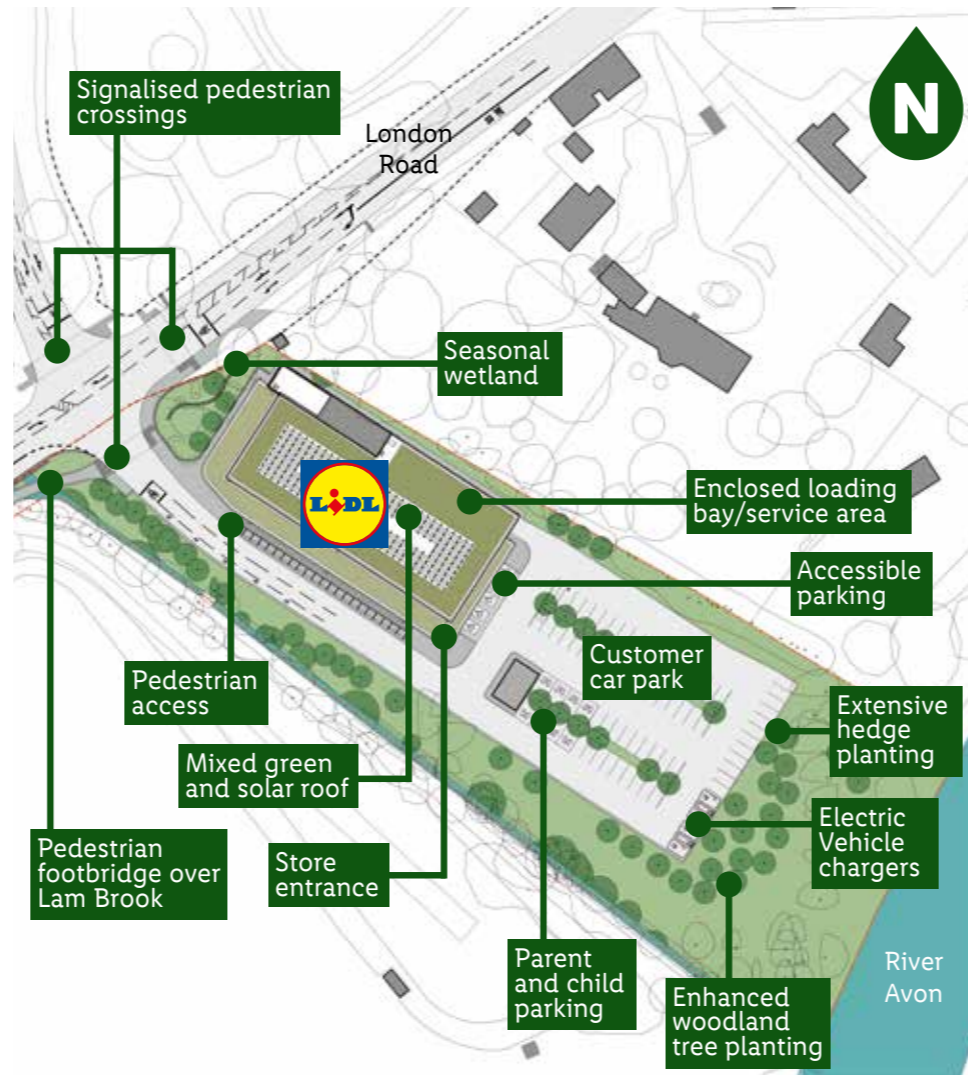 Signalised pedestrian
crossings
London
Road
N
Seasonal
wetland
LiDL
Enclosed loading
bay/service area
Accessible
parking
Customer
car park
Pedestrian
access
Extensive
hedge
planting
Mixed green
and solar roof
Electric
Vehicle
chargers
Pedestrian
footbridge over
Lam Brook
Store
entrance
Parent
and child
parking
Enhanced
woodland
tree planting
River
Avon